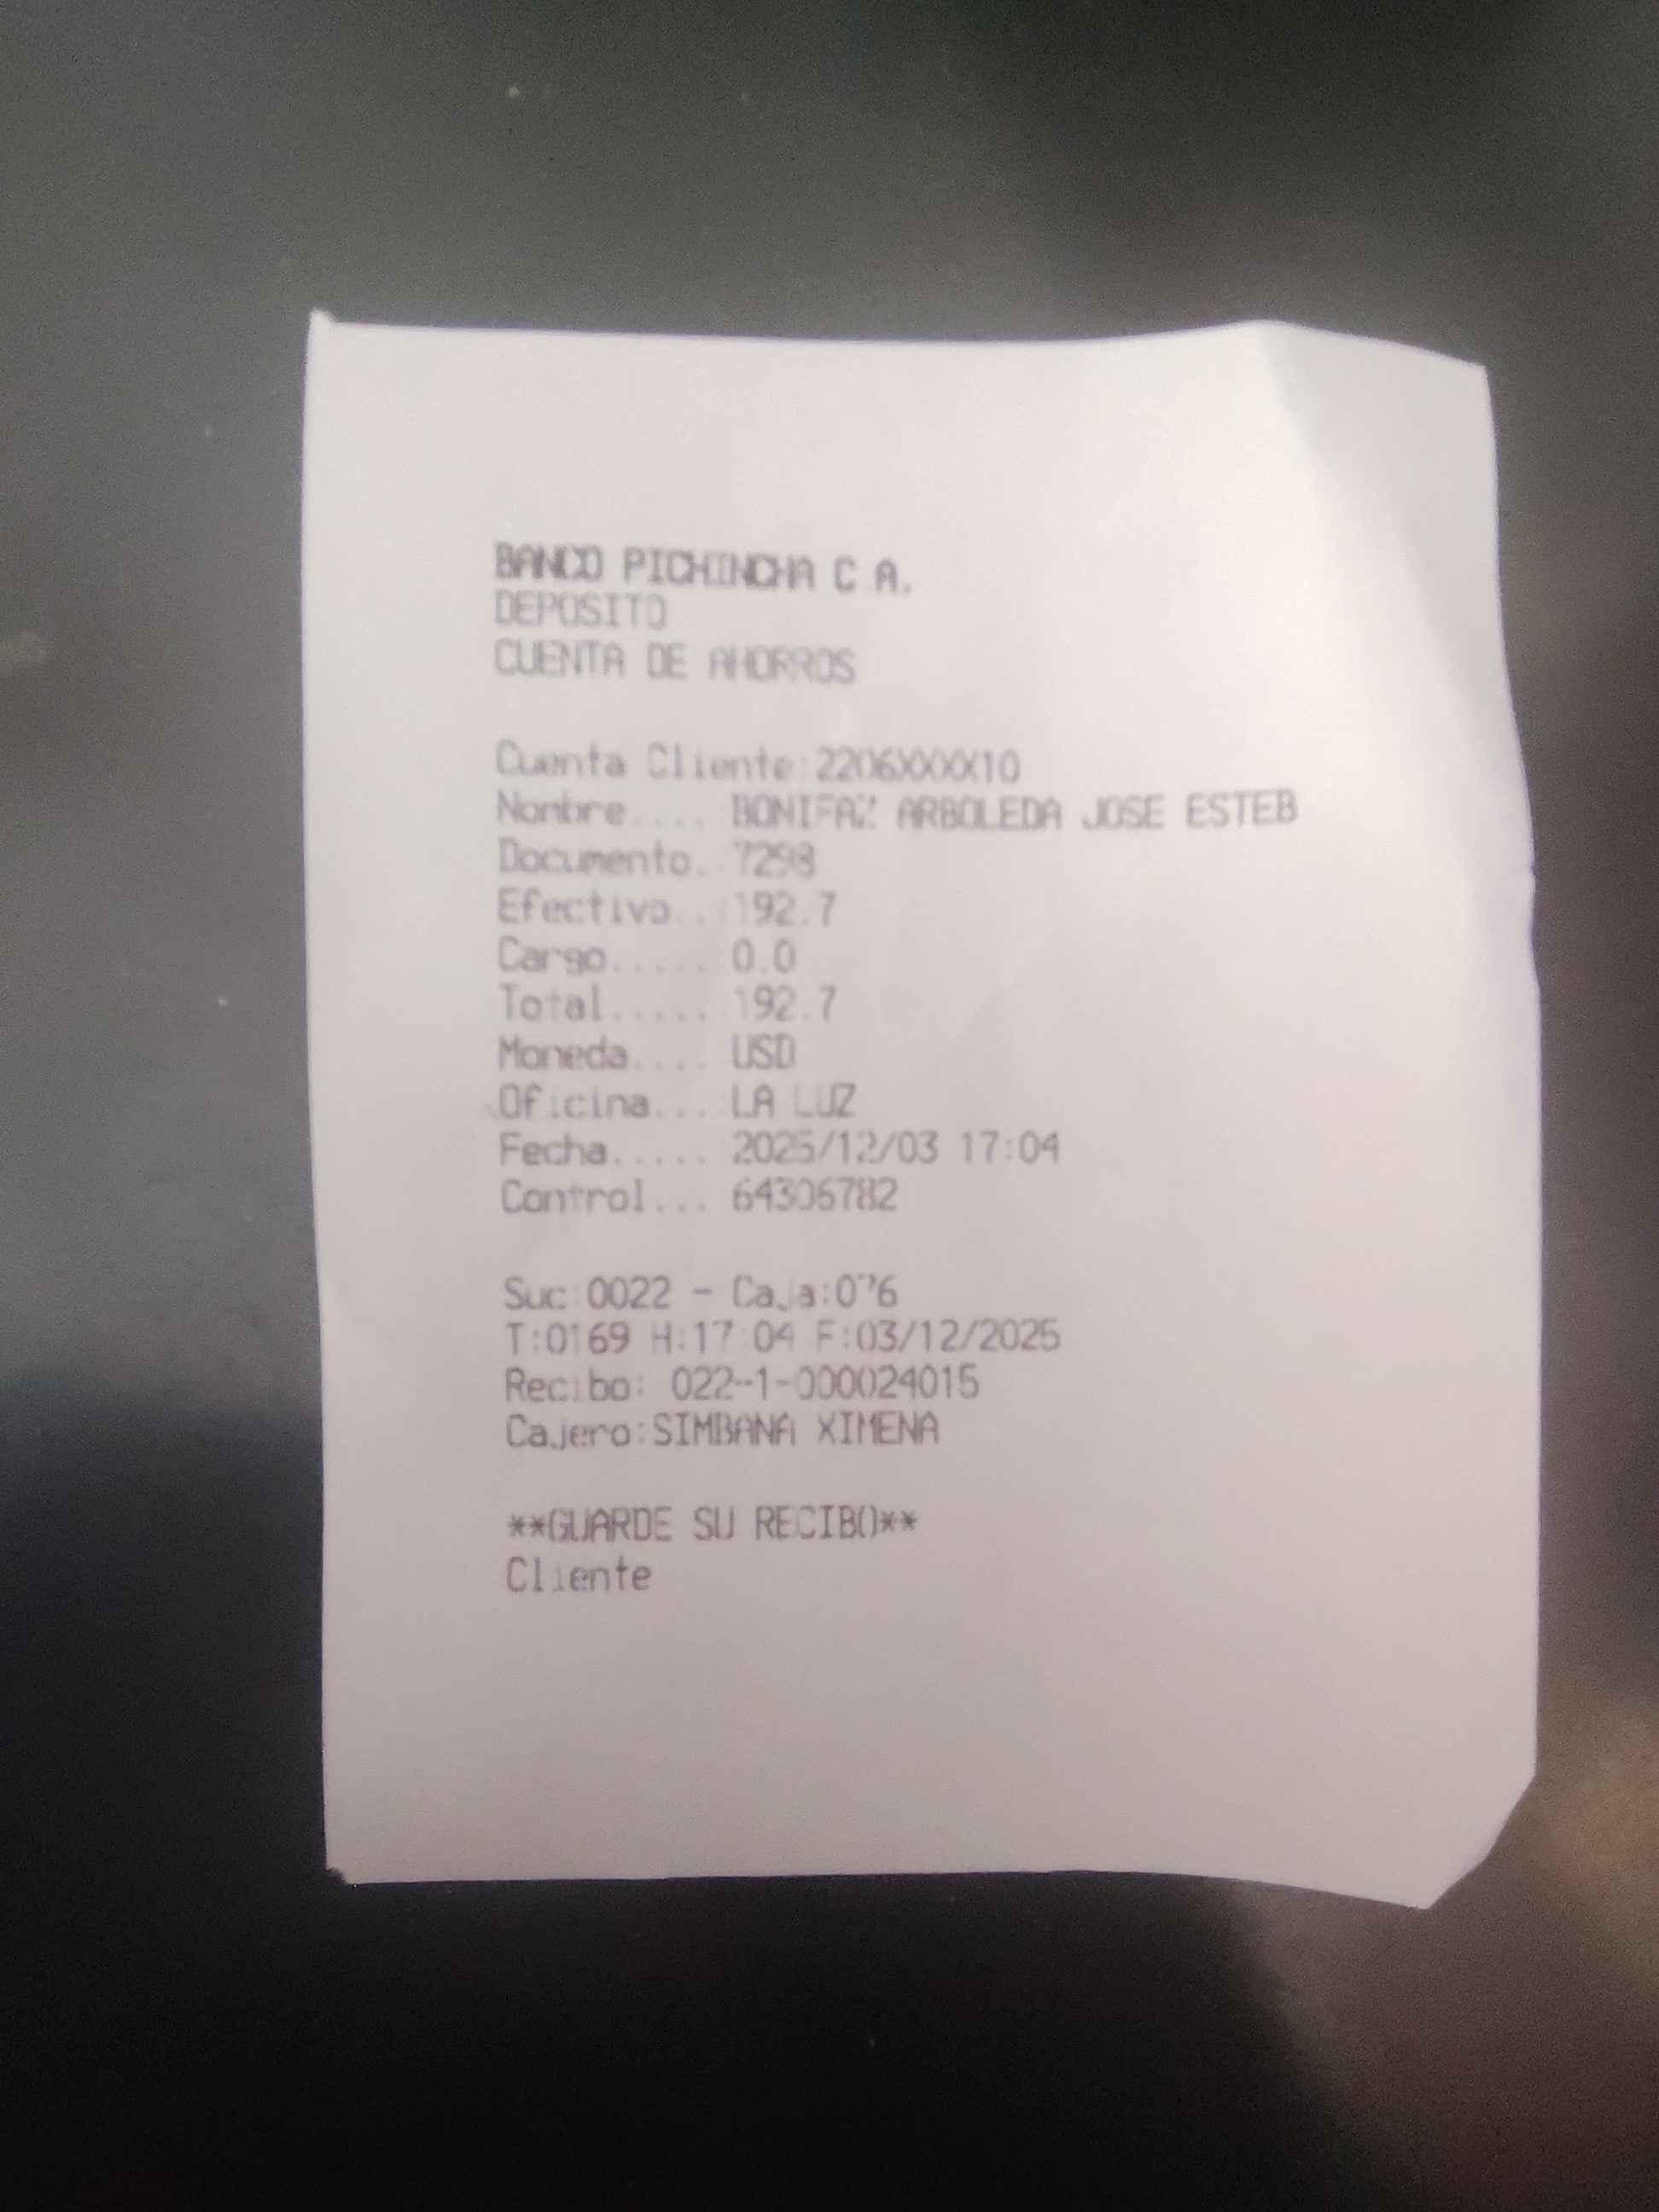 BANCO PICHINCHA C A.
DEPOSITO
CUENTA DE AHORROS
Cuenta Cliente:2206XXXX10
Nombre.... BONIFAZ ARBOLEDA JOSE ESTEB
Documento. 7298
Efectivo.. 192.7
Cargo..... 0.0
Total..... 192.7
Moneda.... USD
Oficina... LA LUZ
Fecha..... 2025/12/03 17:04
Control... 64306782
Suc:0022 - Caja:
T:0169 H:17:04 F:03/12/2025
Recibo: 022-1-000024015
Cajero:SIMBANA XIMENA
**GUARDE SU RECIBO**
Cliente